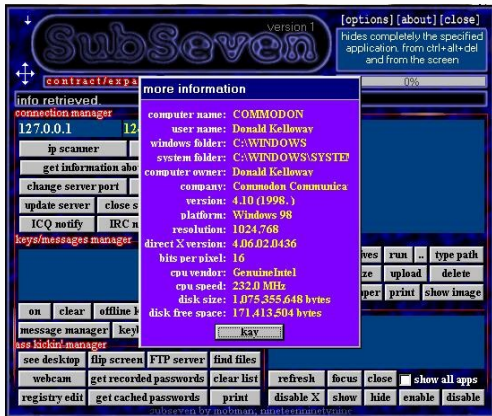 SubSeven
version 1
[options] [about] [close]
hides completely the specified
application. from ctrl+alt+del
and from the screen
contract/expa
0%
info retrieved.
connection manager
127.0.0.1
ip scanner
get information abo
change server port
update server close s
ICQ notify IRC n
keys/messages manager
on clear offline k
message manager keyl
ass kickin' manager
see desktop flip screen FTP server find files
webcam get recorded passwords clear list
registry edit get cached passwords print
more information
computer name: COMMODON
user name: Donald Kelloway
windows folder: C:\WINDOWS
system folder: C:\WINDOWS\SYSTEM
computer owner: Donald Kelloway
company: Commodon Communica
version: 4.10 (1998. )
platform: Windows 98
resolution: 1024,768
direct X version: 4.06.02.0436
bits per pixel: 16
cpu vendor: GenuineIntel
cpu speed: 232.0 MHz
disk size: 1,075,355,648 bytes
disk free space: 171,413,504 bytes
kay
ves run .. type path
ze upload delete
per print show image
refresh focus close show all apps
disable X show hide enable disable
subseven by mobman; nineteenninetynine